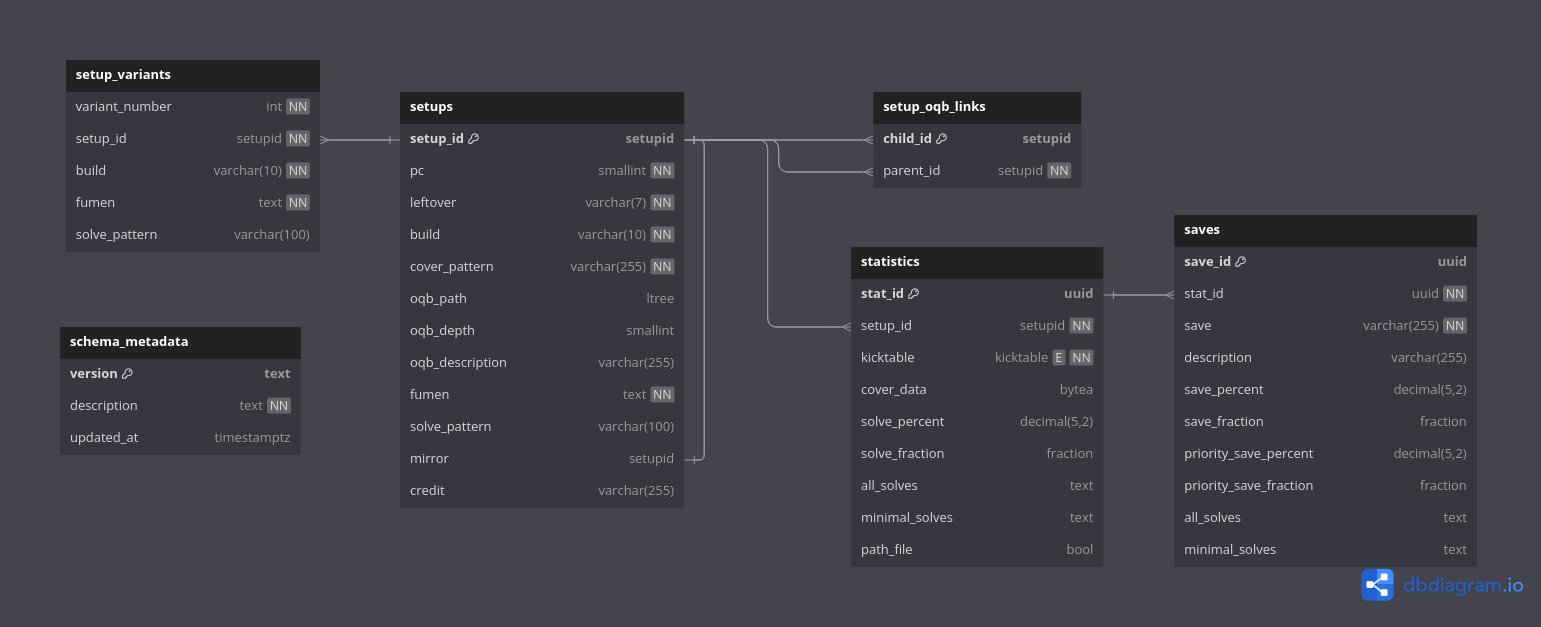 setup_variants
variant_number int NN
setup_id setupid NN
build varchar(10) NN
fumen text NN
solve_pattern varchar(100)
schema_metadata
version text
description text NN
updated_at timestamptz
setups
setup_id setupid
pc smallint NN
leftover varchar(7) NN
build varchar(10) NN
cover_pattern varchar(255) NN
oqb_path ltree
oqb_depth smallint
oqb_description varchar(255)
fumen text NN
solve_pattern varchar(100)
mirror setupid
credit varchar(255)
setup_oqb_links
child_id setupid
parent_id setupid NN
statistics
stat_id uuid
setup_id setupid NN
kicktable kicktable E NN
cover_data bytea
solve_percent decimal(5,2)
solve_fraction fraction
all_solves text
minimal_solves text
path_file bool
saves
save_id uuid
stat_id uuid NN
save varchar(255) NN
description varchar(255)
save_percent decimal(5,2)
save_fraction fraction
priority_save_percent decimal(5,2)
priority_save_fraction fraction
all_solves text
minimal_solves text
dbdiagram.io